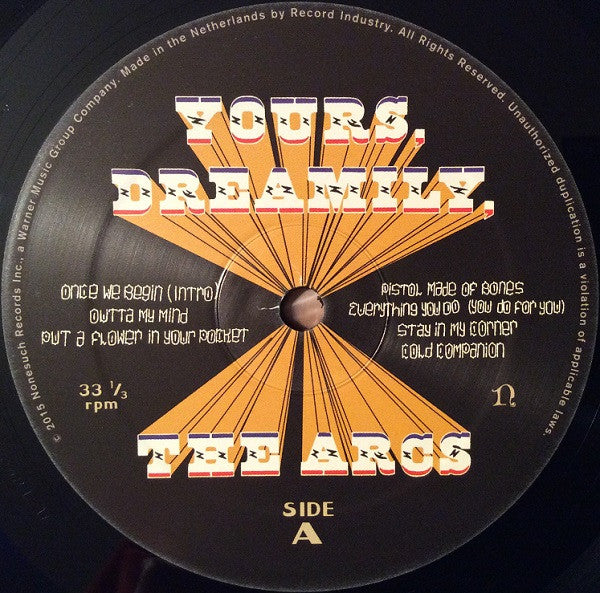 © 2015 Nonesuch Records Inc., a Warner Music Group Company. Made in the Netherlands by Record Industry. All Rights Reserved. Unauthorized duplication is a violation of applicable laws.
YOURS,
DREAMILY,
Once We Begin (Intro)
Outta My Mind
Put A Flower In Your Pocket
Pistol Made Of Bones
Everything You Do (You Do For You)
Stay In My Corner
Cold Companion
33 ⅓
rpm
N
THE ARCS
SIDE
A